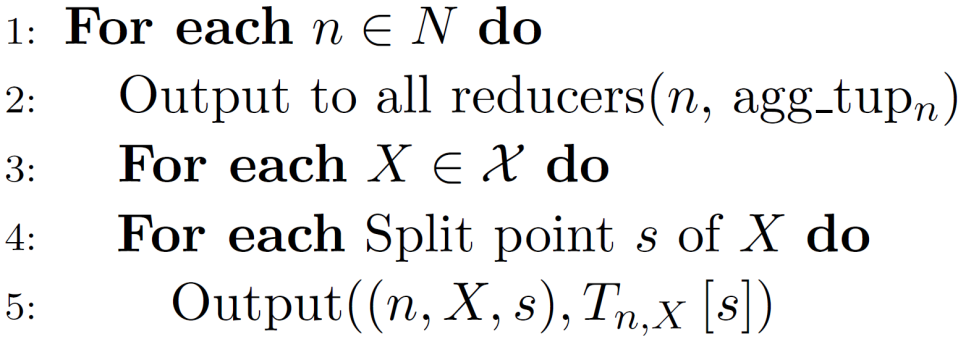 1: For each n ∈ N do
2: Output to all reducers(n, agg_tupₙ)
3: For each X ∈ 𝒳 do
4: For each Split point s of X do
5: Output((n, X, s), T_{n,X} [s])